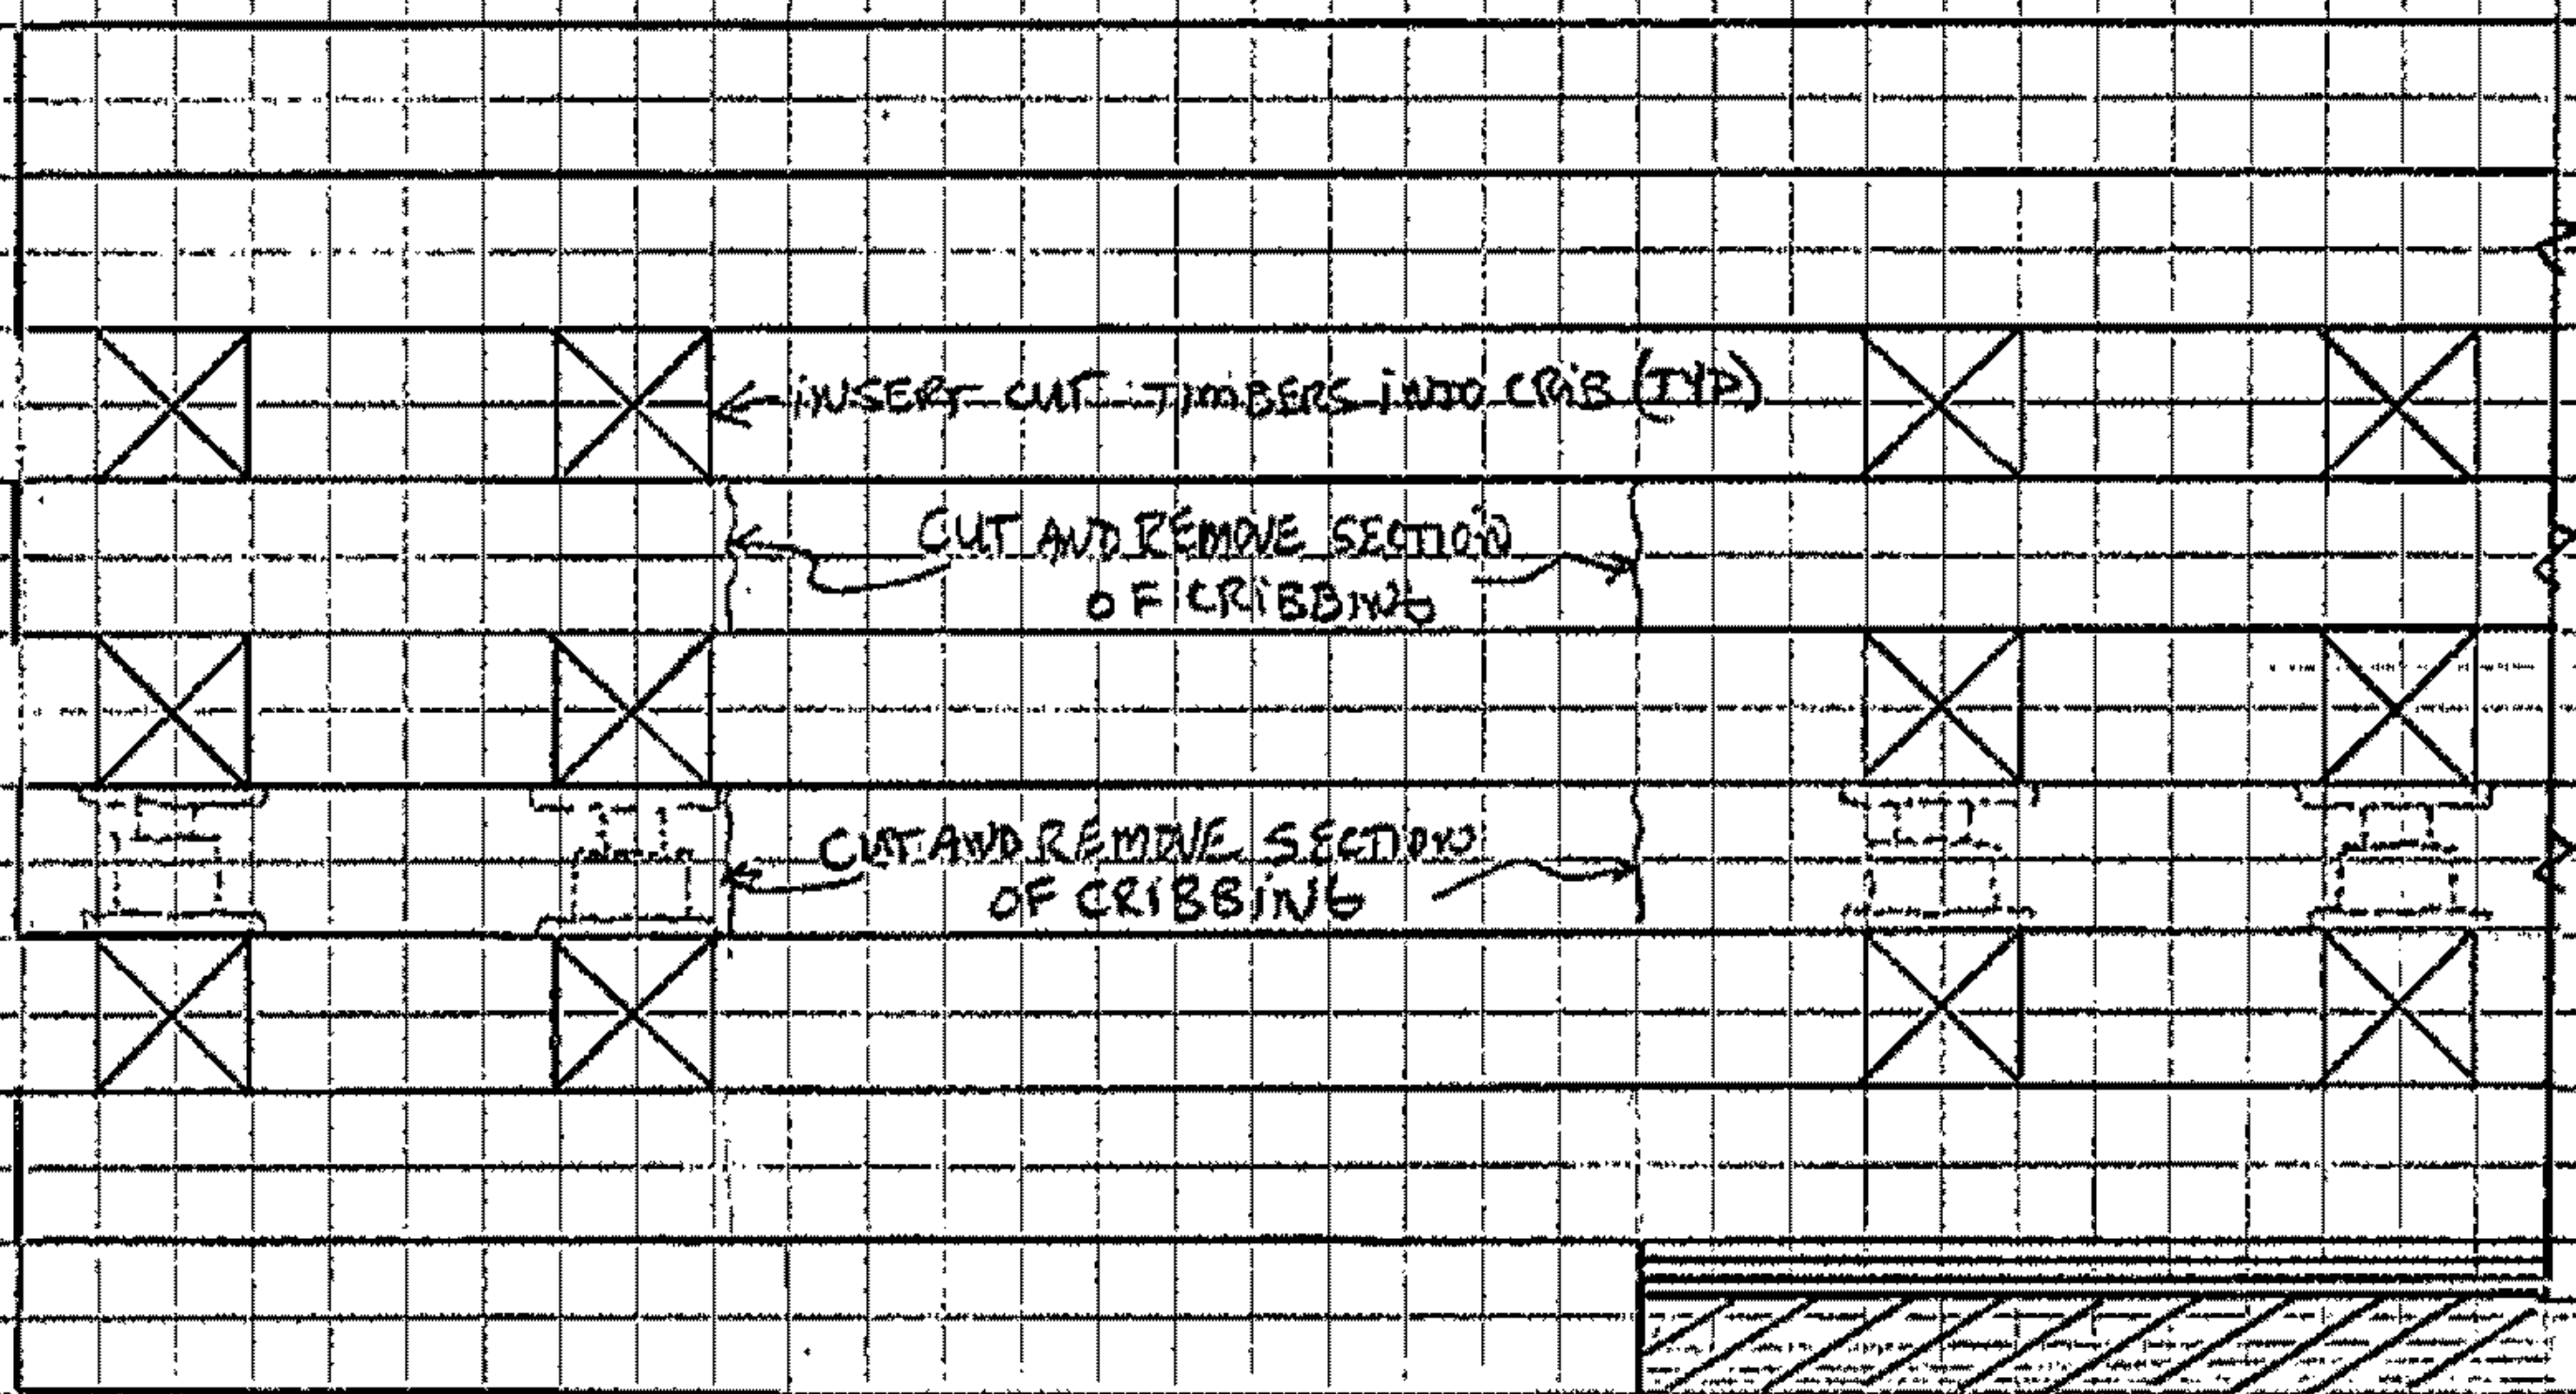 iNSERT CUT TIMBERS iNTO CRiB (TYP)
CUT AND REMOVE SECTION
OF CRiBBING
CUT AND REMOVE SECTION
OF CRIBBiNG